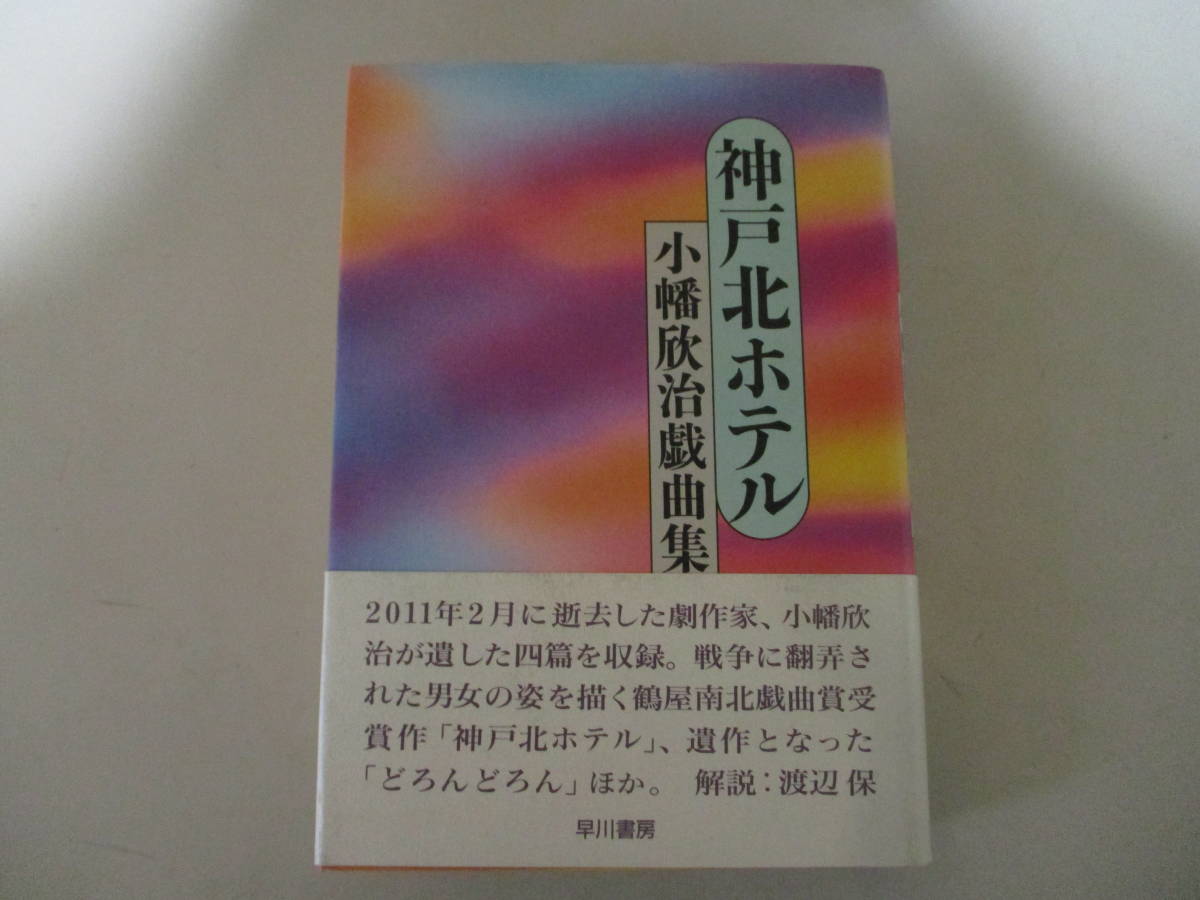 神戸北ホテル
小幡欣治戯曲集
2011年2月に逝去した劇作家、小幡欣
治が遺した四篇を収録。戦争に翻弄さ
れた男女の姿を描く鶴屋南北戯曲賞受
賞作「神戸北ホテル」、遺作となった
「どろんどろん」ほか。 解説：渡辺 保
早川書房